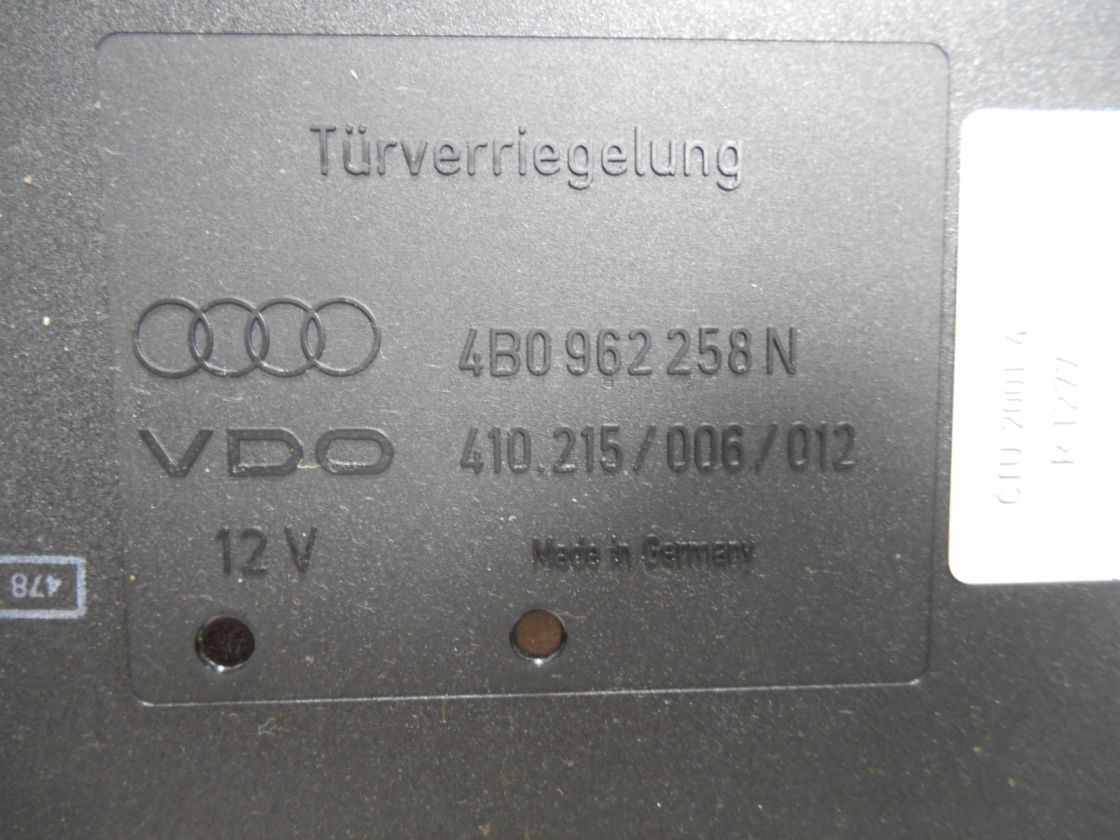 Türverriegelung
4B0 962 258 N
VDO 410.215/006/012
12 V Made in Germany
478